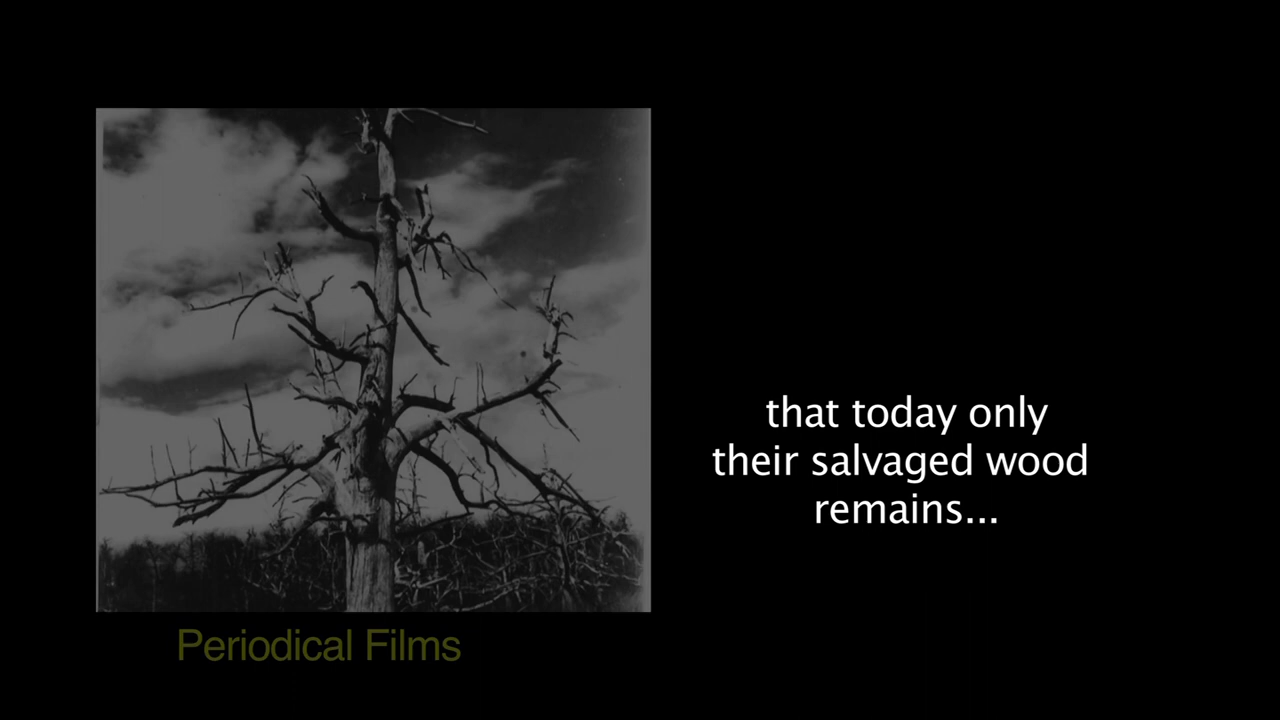 that today only
their salvaged wood
remains...
Periodical Films